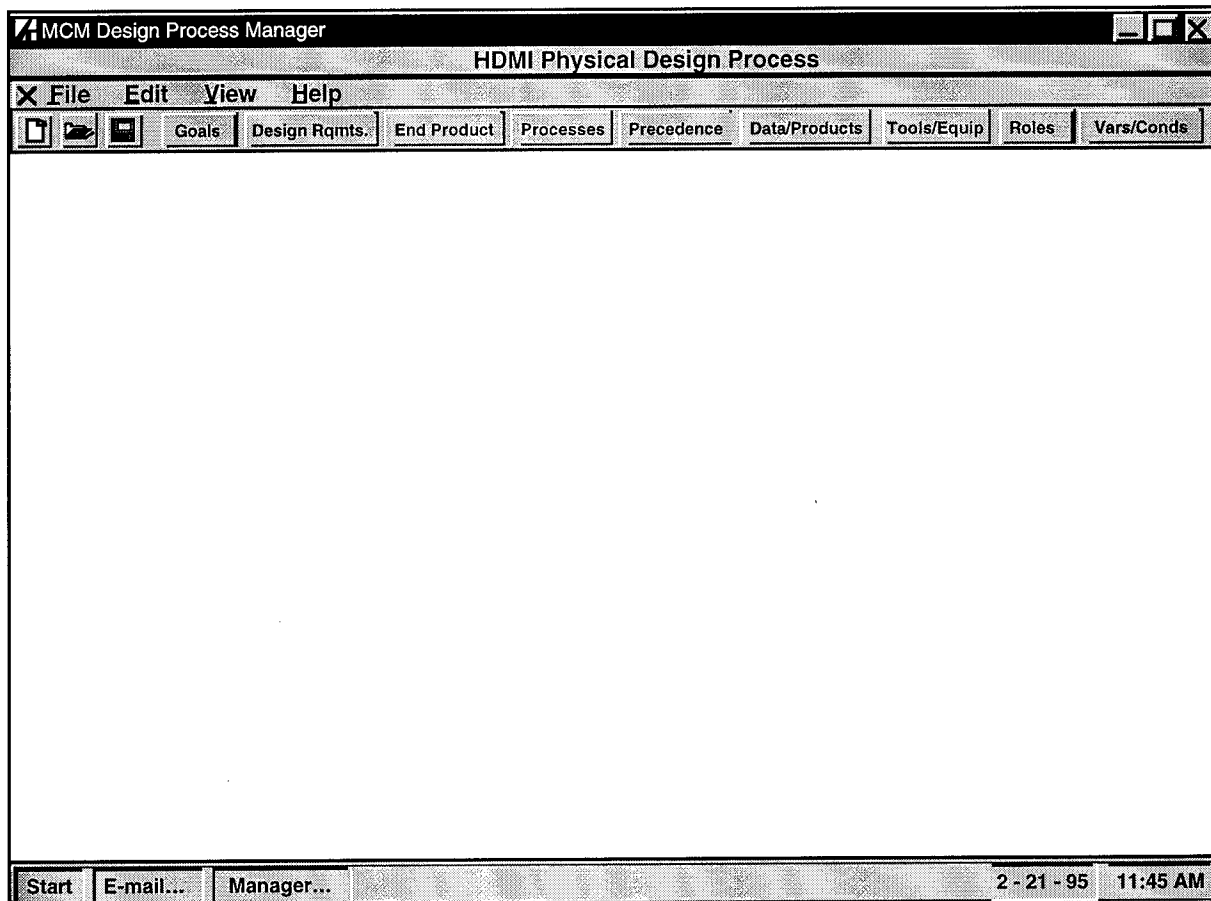 MCM Design Process Manager
HDMI Physical Design Process
File Edit View Help
Goals Design Rqmts. End Product Processes Precedence Data/Products Tools/Equip Roles Vars/Conds
Start E-mail... Manager... 2 - 21 - 95 11:45 AM